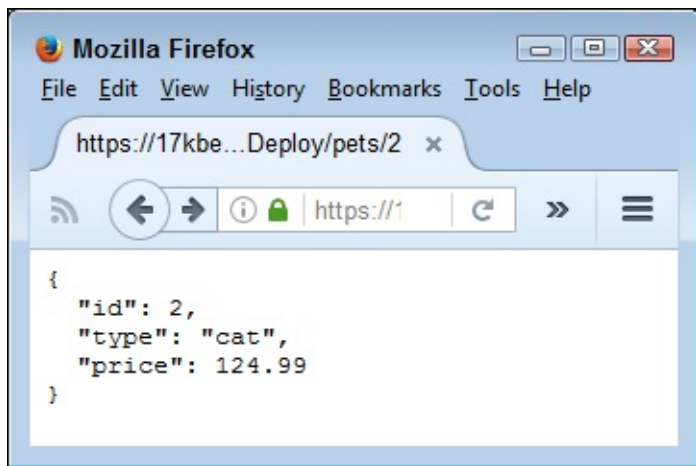 Mozilla Firefox
File Edit View History Bookmarks Tools Help
https://17kbe...Deploy/pets/2
https://1
{
  "id": 2,
  "type": "cat",
  "price": 124.99
}